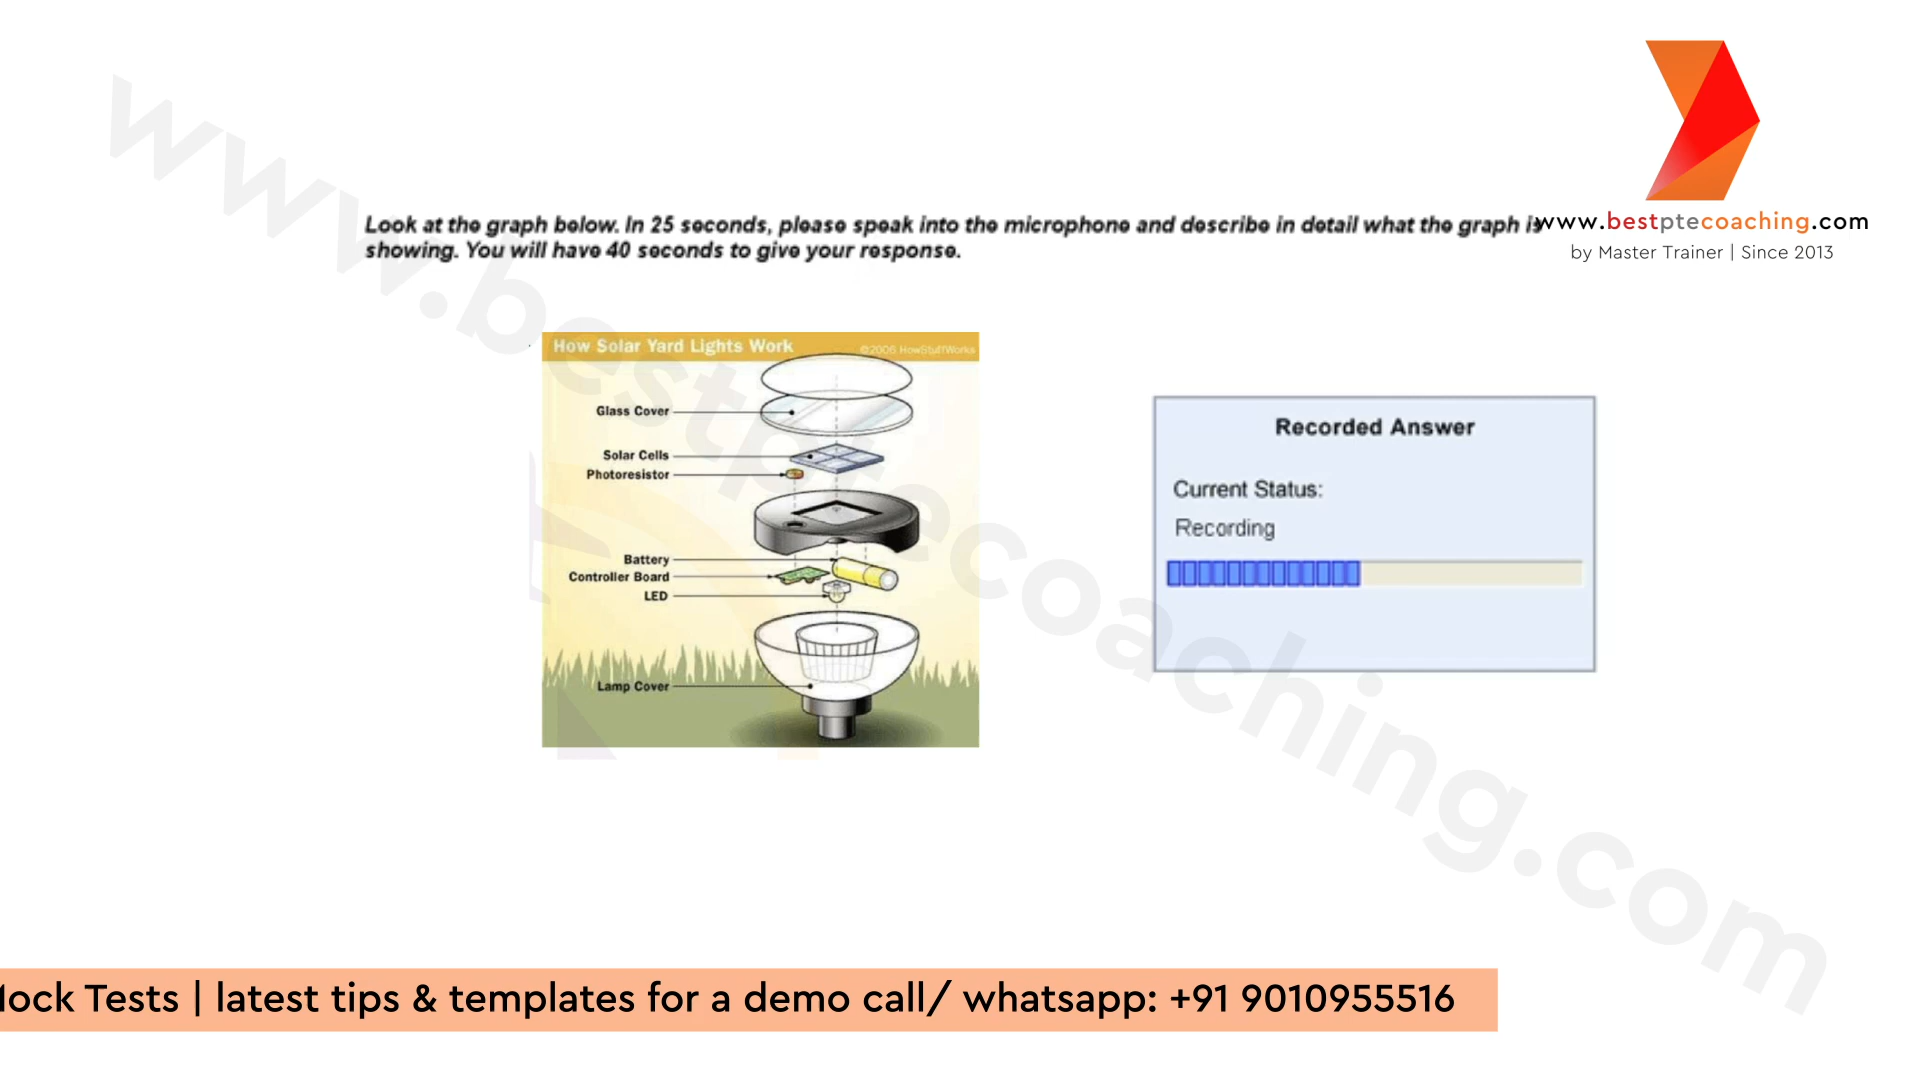 www.bestptecoaching.com
Look at the graph below. In 25 seconds, please speak into the microphone and describe in detail what the graph is
showing. You will have 40 seconds to give your response.
www.bestptecoaching.com
by Master Trainer | Since 2013
How Solar Yard Lights Work
©2006 HowStuffWorks
Glass Cover
Solar Cells
Photoresistor
Battery
Controller Board
LED
Lamp Cover
Recorded Answer
Current Status:
Recording
Tests | latest tips & templates for a demo call/ whatsapp: +91 9010955516